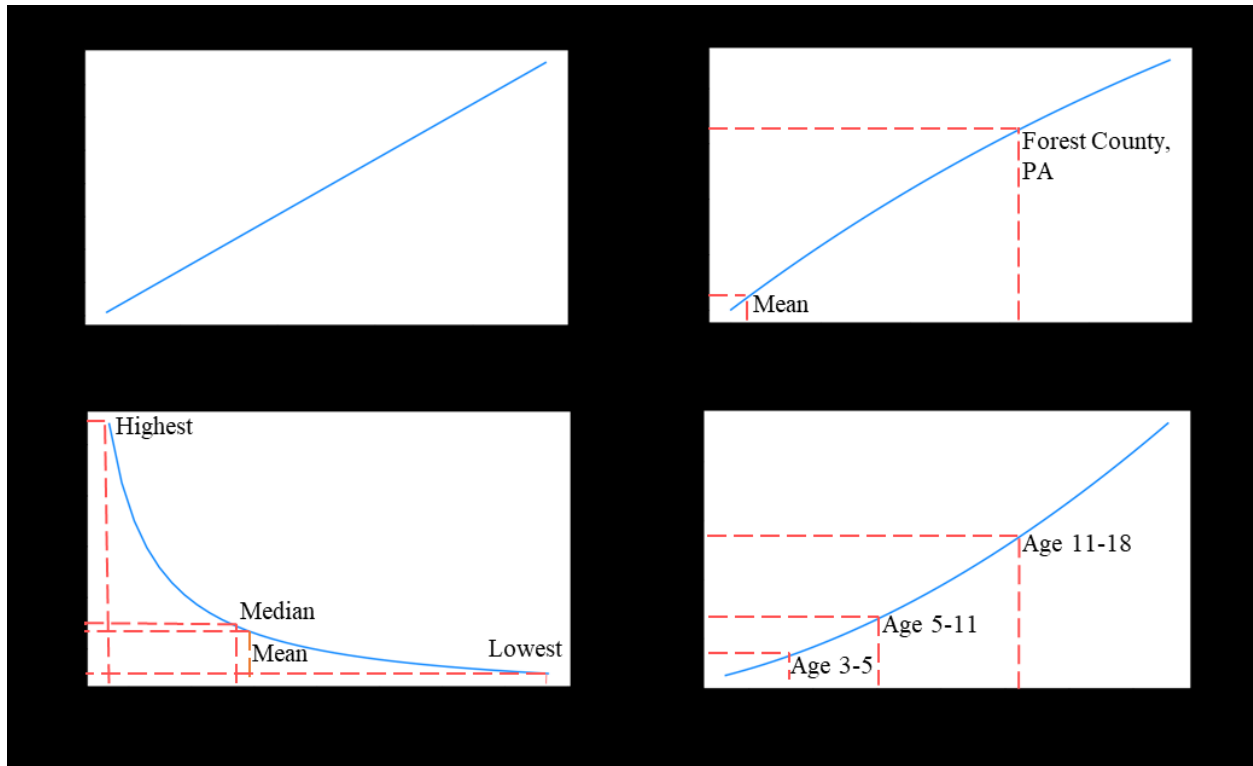 Forest County,
PA
Mean
Highest
Median
Mean
Lowest
Age 11-18
Age 5-11
Age 3-5